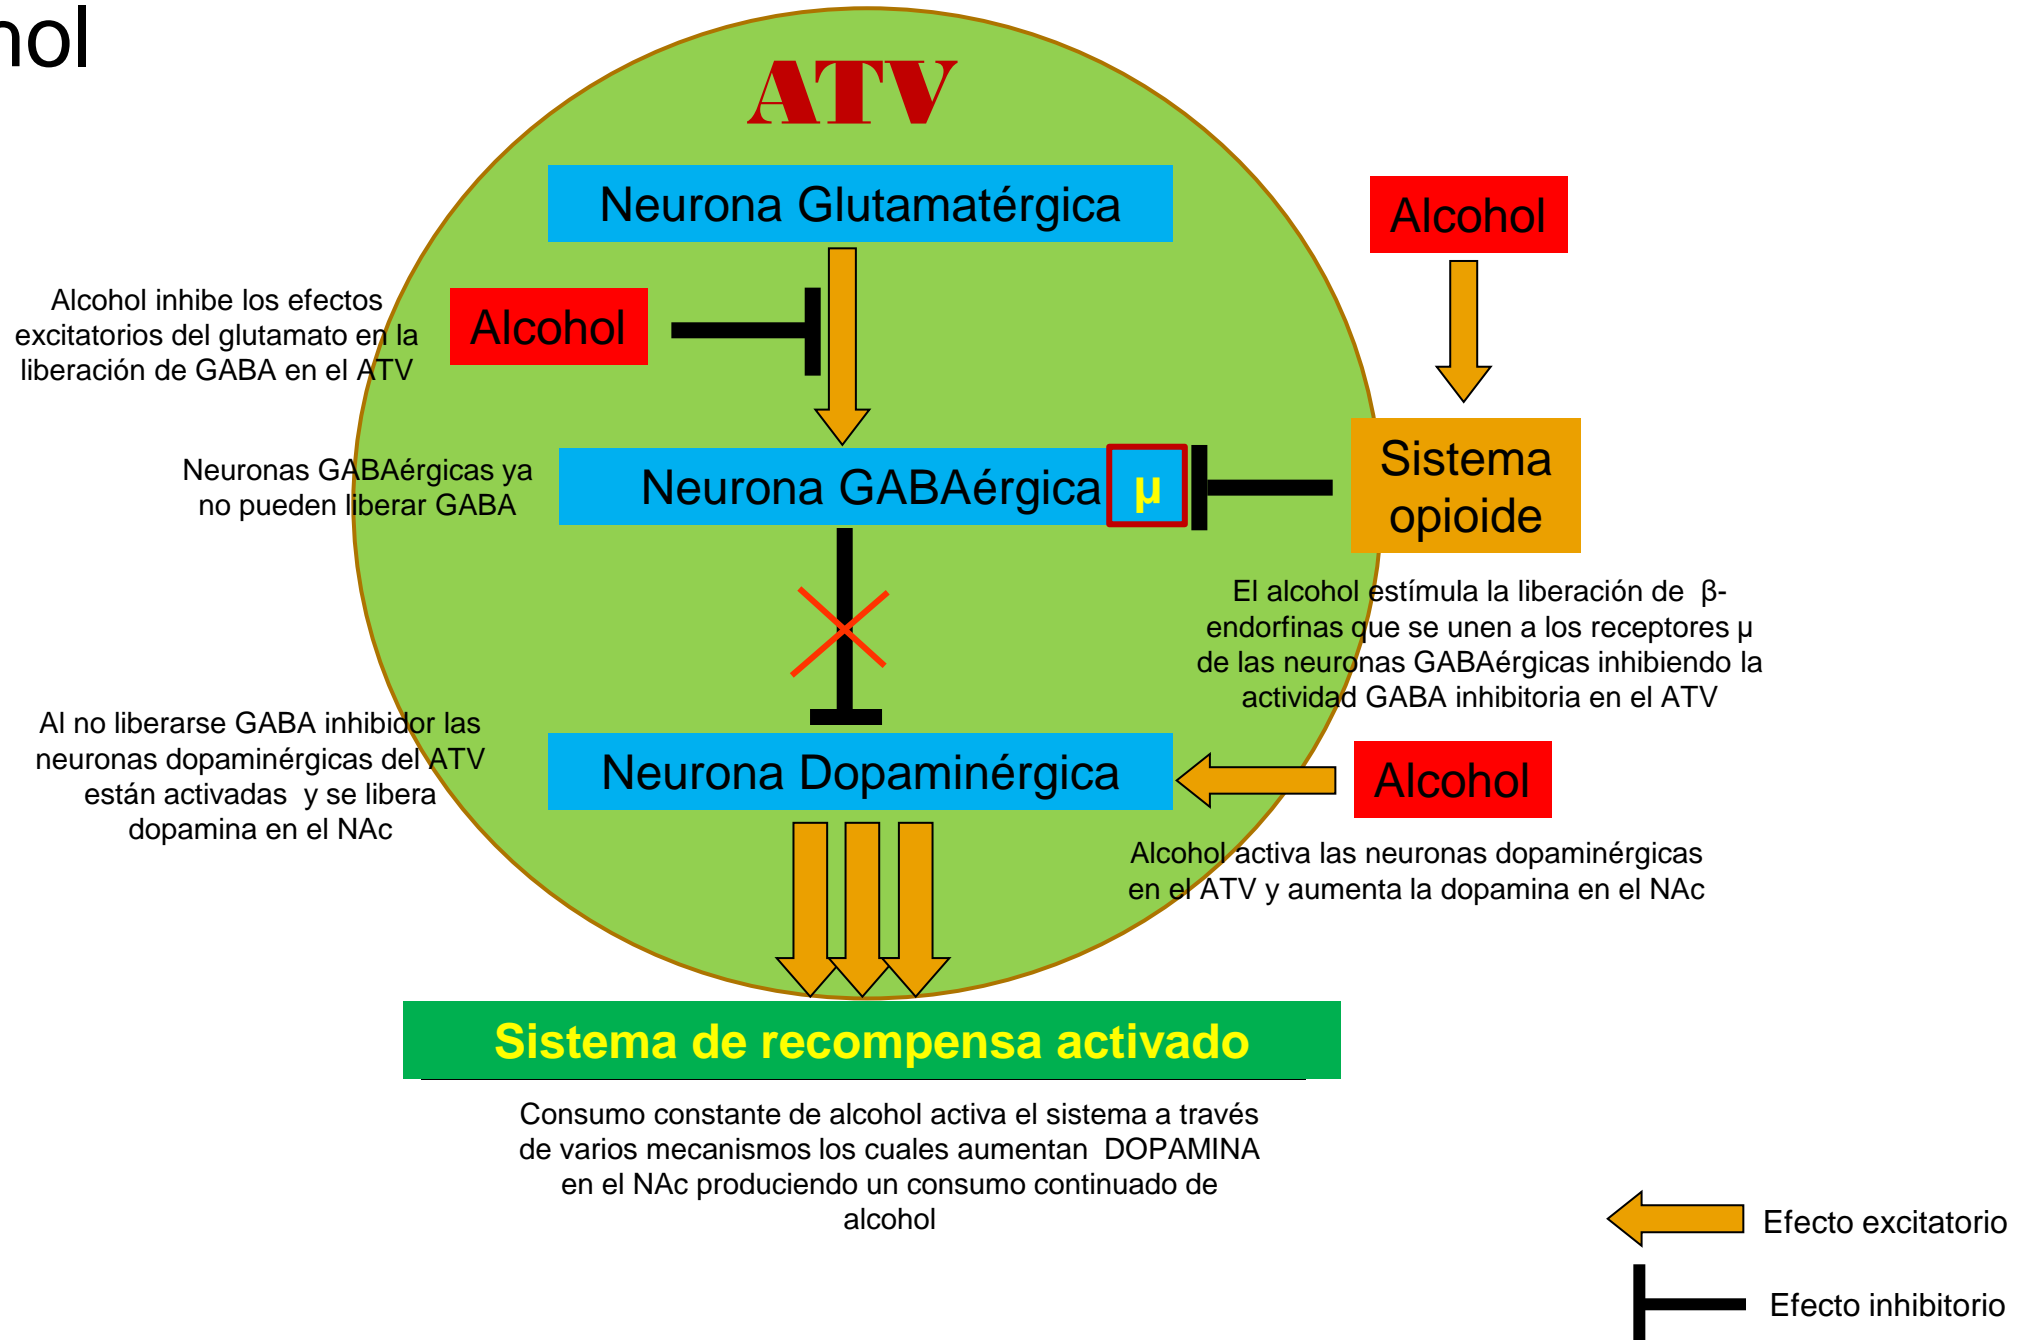 ATV
Neurona Glutamatérgica
Alcohol
Alcohol inhibe los efectos
excitatorios del glutamato en la
liberación de GABA en el ATV
Alcohol
Neuronas GABAérgicas ya
no pueden liberar GABA
Neurona GABAérgica μ
Sistema
opioide
El alcohol estímula la liberación de β-
endorfinas que se unen a los receptores μ
de las neuronas GABAérgicas inhibiendo la
actividad GABA inhibitoria en el ATV
Al no liberarse GABA inhibidor las
neuronas dopaminérgicas del ATV
están activadas y se libera
dopamina en el NAc
Neurona Dopaminérgica
Alcohol
Alcohol activa las neuronas dopaminérgicas
en el ATV y aumenta la dopamina en el NAc
Sistema de recompensa activado
Consumo constante de alcohol activa el sistema a través
de varios mecanismos los cuales aumentan DOPAMINA
en el NAc produciendo un consumo continuado de
alcohol
Efecto excitatorio
Efecto inhibitorio